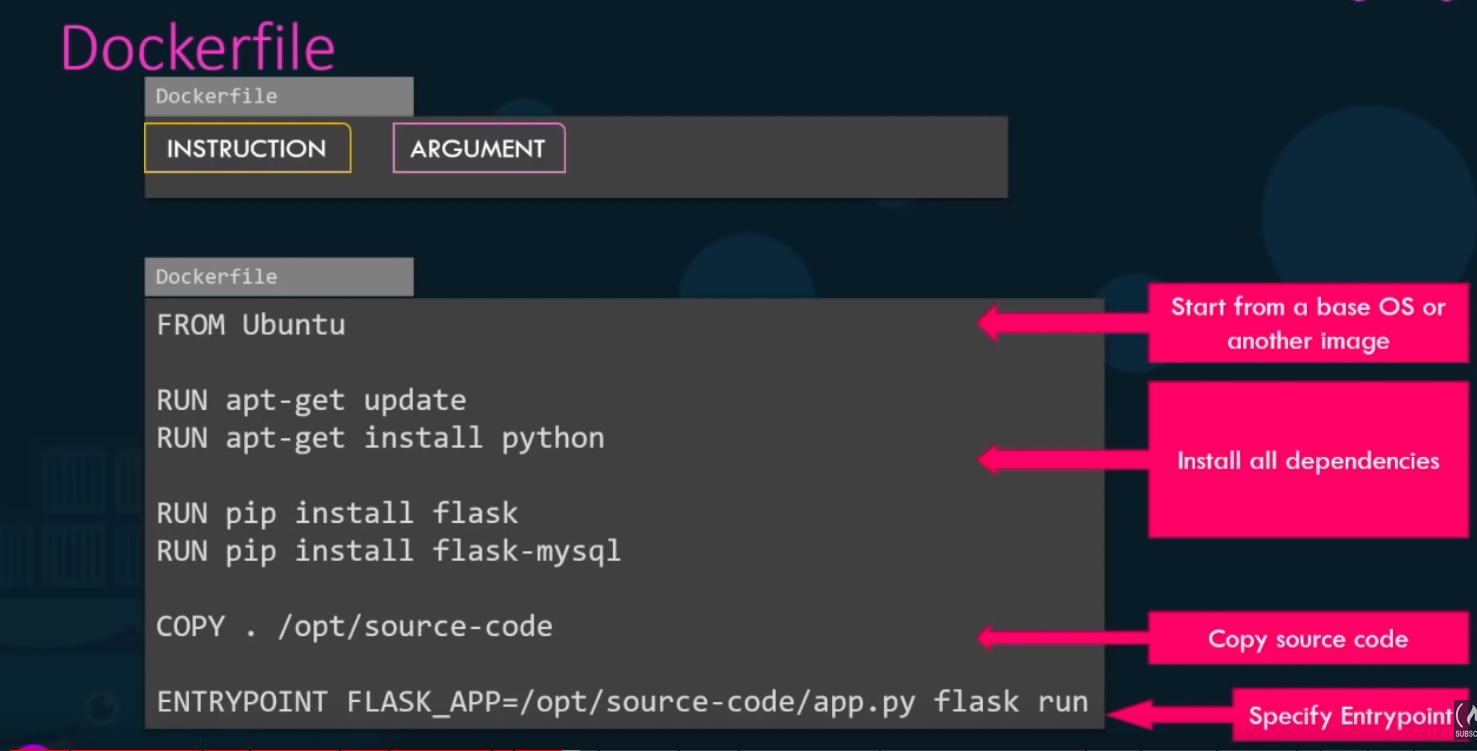 Dockerfile
Dockerfile
INSTRUCTION ARGUMENT
Dockerfile
FROM Ubuntu
Start from a base OS or
another image
RUN apt-get update
RUN apt-get install python
Install all dependencies
RUN pip install flask
RUN pip install flask-mysql
COPY . /opt/source-code
Copy source code
ENTRYPOINT FLASK_APP=/opt/source-code/app.py flask run
Specify Entrypoint